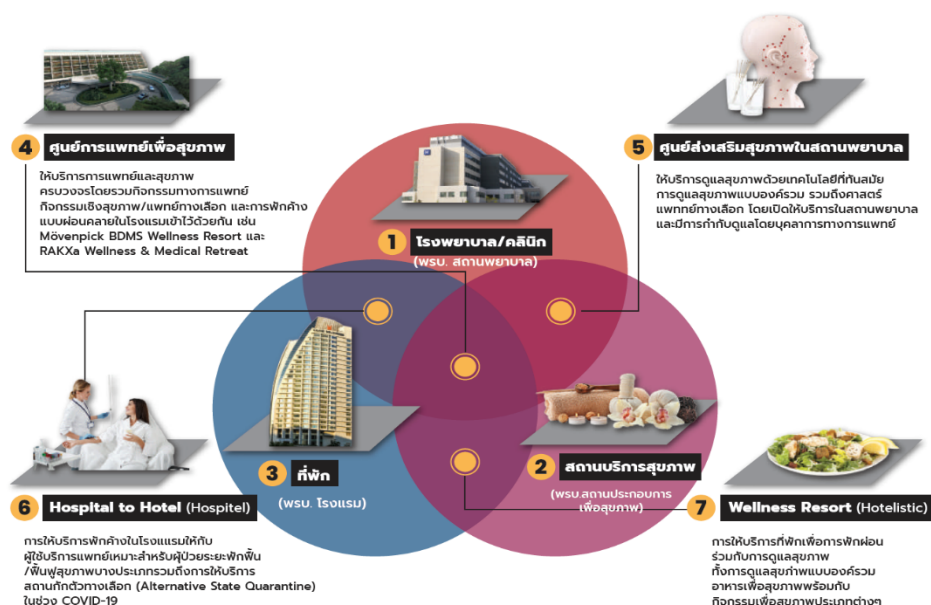 4 ศูนย์การแพทย์เพื่อสุขภาพ
ให้บริการการแพทย์และสุขภาพ
ครบวงจรโดยรวมกิจกรรมทางการแพทย์
กิจกรรมเชิงสุขภาพ/แพทย์ทางเลือก และการพักค้าง
แบบผ่อนคลายในโรงแรมเข้าไว้ด้วยกัน เช่น
Mövenpick BDMS Wellness Resort และ
RAKXa Wellness & Medical Retreat
5 ศูนย์ส่งเสริมสุขภาพในสถานพยาบาล
ให้บริการดูแลสุขภาพด้วยเทคโนโลยีที่ทันสมัย
การดูแลสุขภาพแบบองค์รวม รวมถึงศาสตร์
แพททย์ทางเลือก โดยเปิดให้บริการในสถานพยาบาล
และมีการกำกับดูแลโดยบุคลาการทางการแพทย์
1 โรงพยาบาล/คลินิก
(พรบ. สถานพยาบาล)
3 ที่พัก
(พรบ. โรงแรม)
2 สถานบริการสุขภาพ
(พรบ.สถานประกอบการ
เพื่อสุขภาพ)
6 Hospital to Hotel (Hospitel)
การให้บริการพักค้างในโรงแแรมให้กับ
ผู้ใช้บริการแพทย์เหมาะสำหรับผู้ป่วยระยะพักฟื้น
/ฟื้นฟูสุขภาพบางประเภทรวมถึงการให้บริการ
สถานกักตัวทางเลือก (Alternative State Quarantine)
ในช่วง COVID-19
7 Wellness Resort (Hotelistic)
การให้บริการที่พักเพื่อการพักผ่อน
ร่วมกับการดูแลสุขภาพ
ทั้งการดูแลสุขภำพแบบองค์รวม
อาหารเพื่อสุขภาพพร้อมกับ
กิจกรรมเพื่อสุขภาพประเภทต่างๆ